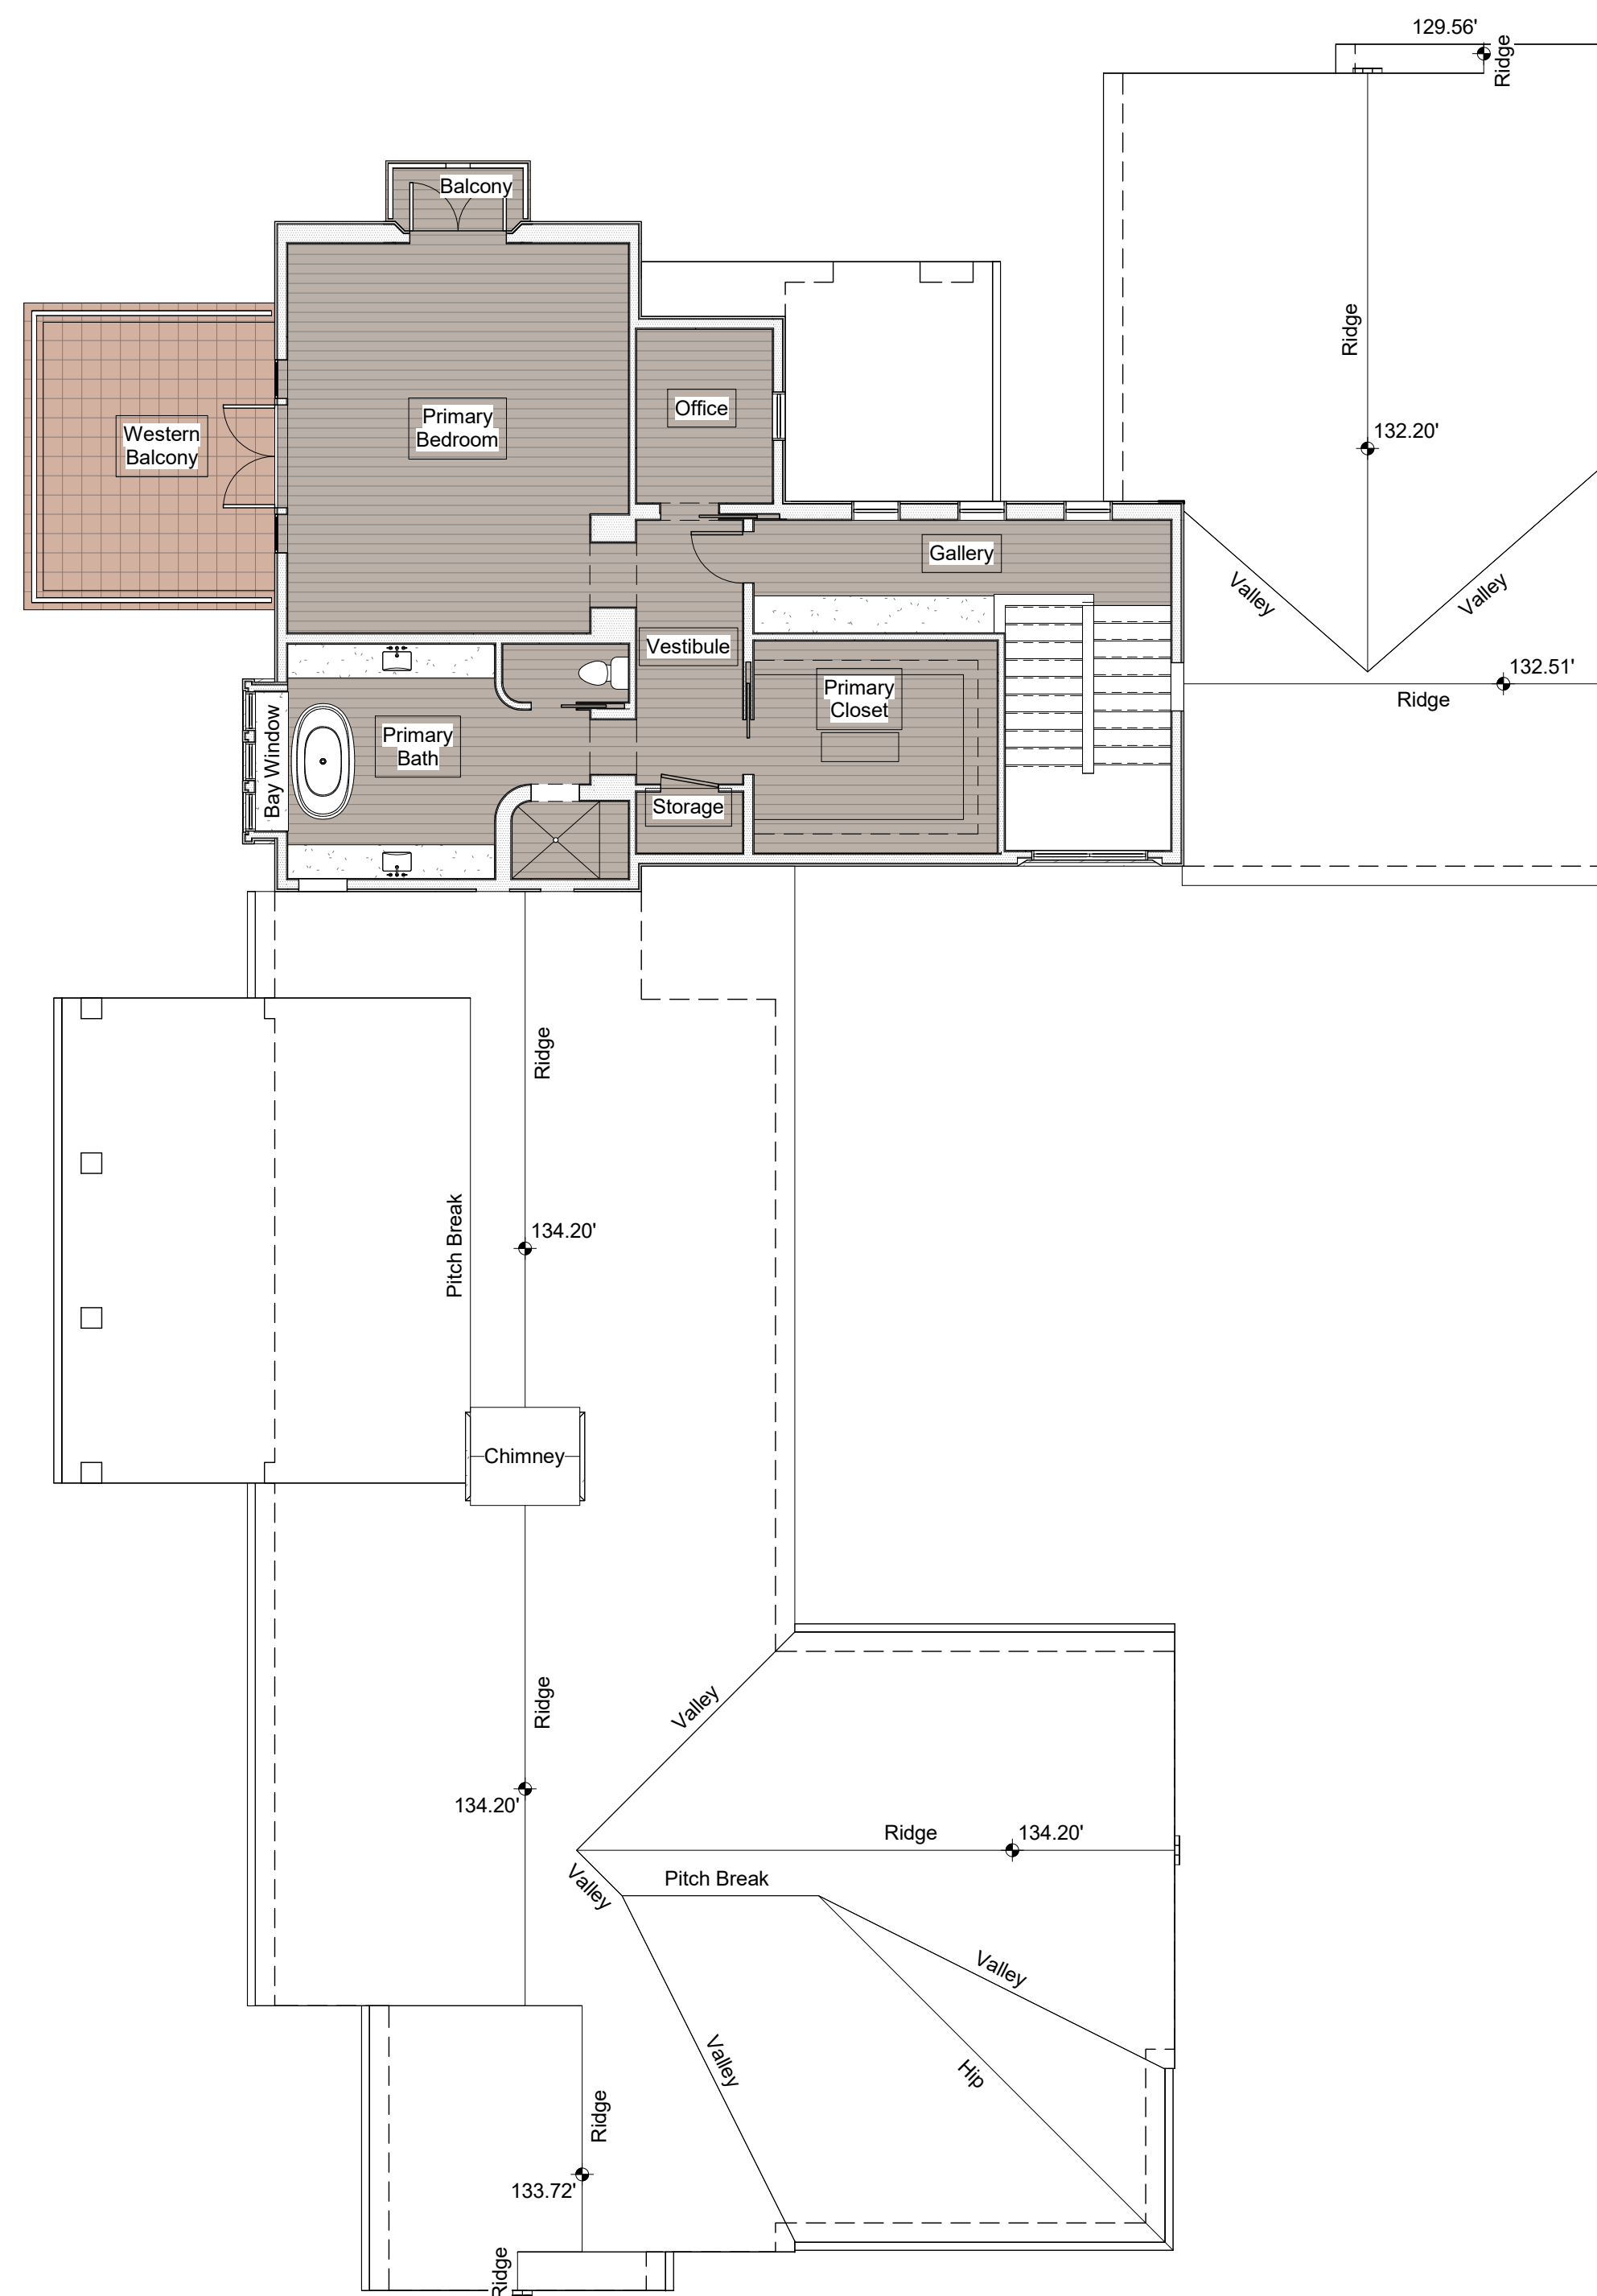 129.56'
Ridge
Balcony
Ridge
Office
Primary
Bedroom
Western
Balcony
132.20'
Gallery
Valley
Valley
Vestibule
132.51'
Ridge
Primary
Closet
Bay Window
Primary
Bath
Storage
Ridge
Pitch Break
134.20'
Chimney
Ridge
Valley
134.20'
Ridge
134.20'
Valley
Pitch Break
Valley
Valley
Hip
Ridge
133.72'
Ridge